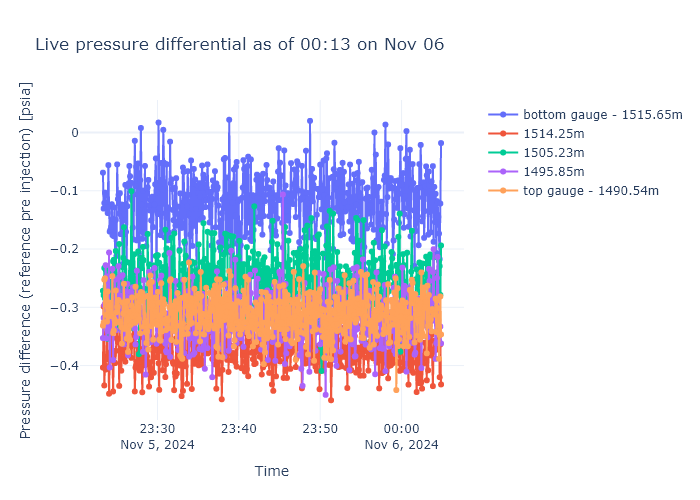 Live pressure differential as of 00:13 on Nov 06
Pressure difference (reference pre injection) [psia]
0
−0.1
−0.2
−0.3
−0.4
23:30
Nov 5, 2024
23:40
23:50
00:00
Nov 6, 2024
Time
bottom gauge - 1515.65m
1514.25m
1505.23m
1495.85m
top gauge - 1490.54m